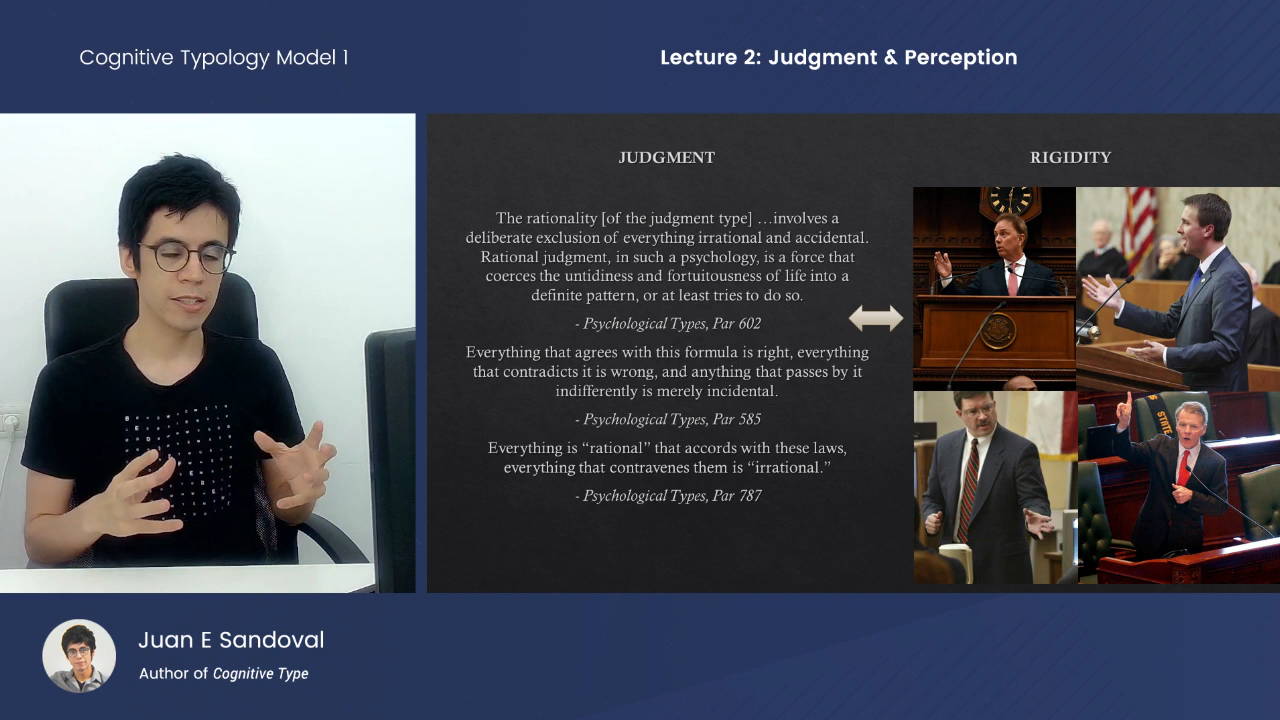 Cognitive Typology Model 1
Lecture 2: Judgment & Perception
JUDGMENT
The rationality [of the judgment type] …involves a
deliberate exclusion of everything irrational and accidental.
Rational judgment, in such a psychology, is a force that
coerces the untidiness and fortuitousness of life into a
definite pattern, or at least tries to do so.
- Psychological Types, Par 602
Everything that agrees with this formula is right, everything
that contradicts it is wrong, and anything that passes by it
indifferently is merely incidental.
- Psychological Types, Par 585
Everything is “rational” that accords with these laws,
everything that contravenes them is “irrational.”
- Psychological Types, Par 787
RIGIDITY
STATE
Juan E Sandoval
Author of Cognitive Type